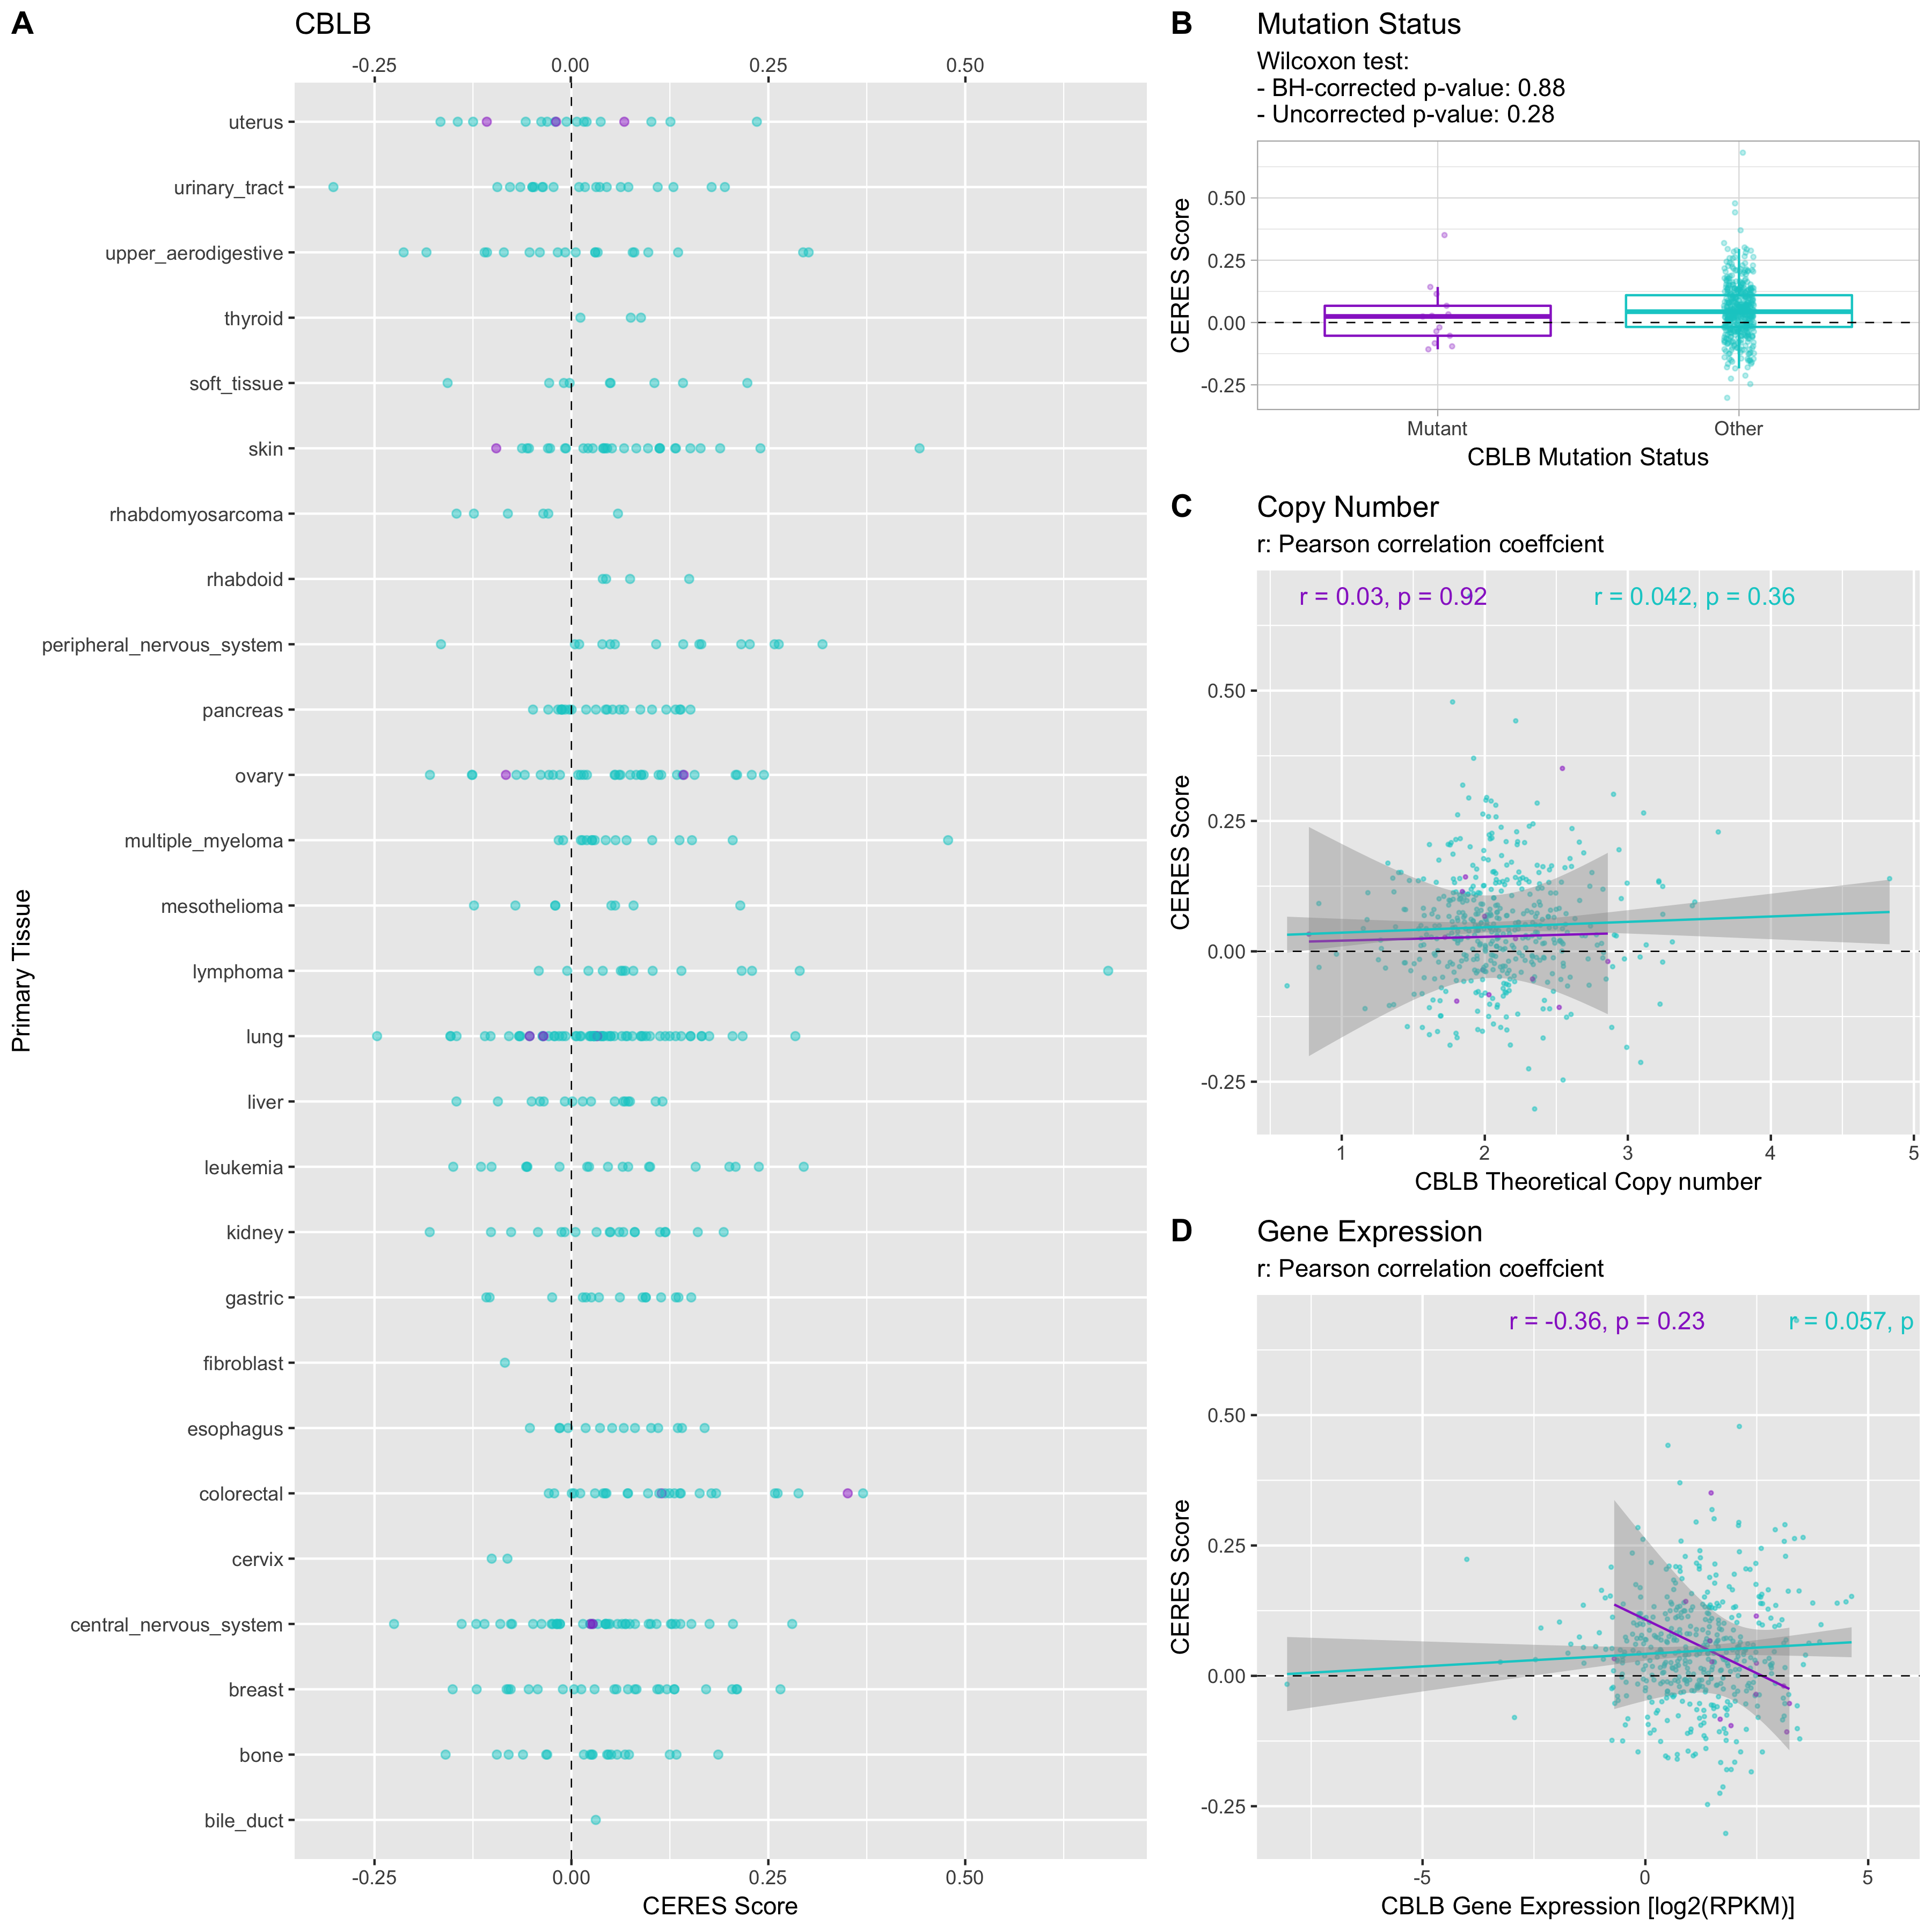 A
CBLB
-0.25 0.00 0.25 0.50
Primary Tissue
uterus
urinary_tract
upper_aerodigestive
thyroid
soft_tissue
skin
rhabdomyosarcoma
rhabdoid
peripheral_nervous_system
pancreas
ovary
multiple_myeloma
mesothelioma
lymphoma
lung
liver
leukemia
kidney
gastric
fibroblast
esophagus
colorectal
cervix
central_nervous_system
breast
bone
bile_duct
-0.25 0.00 0.25 0.50
CERES Score
B
Mutation Status
Wilcoxon test:
- BH-corrected p-value: 0.88
- Uncorrected p-value: 0.28
CERES Score
0.50
0.25
0.00
-0.25
Mutant Other
CBLB Mutation Status
C
Copy Number
r: Pearson correlation coeffcient
r = 0.03, p = 0.92 r = 0.042, p = 0.36
CERES Score
0.50
0.25
0.00
-0.25
1 2 3 4 5
CBLB Theoretical Copy number
D
Gene Expression
r: Pearson correlation coeffcient
r = -0.36, p = 0.23 r = 0.057, p
CERES Score
0.50
0.25
0.00
-0.25
-5 0 5
CBLB Gene Expression [log2(RPKM)]